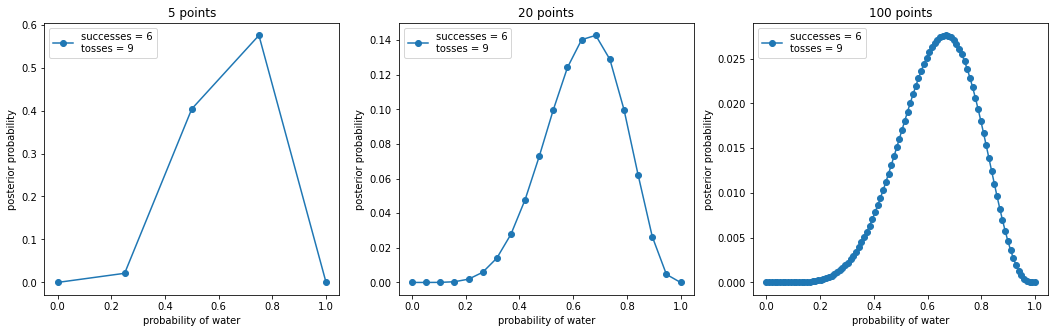 5 points
successes = 6
tosses = 9
posterior probability
0.6
0.5
0.4
0.3
0.2
0.1
0.0
0.0 0.2 0.4 0.6 0.8 1.0
probability of water
20 points
successes = 6
tosses = 9
posterior probability
0.14
0.12
0.10
0.08
0.06
0.04
0.02
0.00
0.0 0.2 0.4 0.6 0.8 1.0
probability of water
100 points
successes = 6
tosses = 9
posterior probability
0.025
0.020
0.015
0.010
0.005
0.000
0.0 0.2 0.4 0.6 0.8 1.0
probability of water